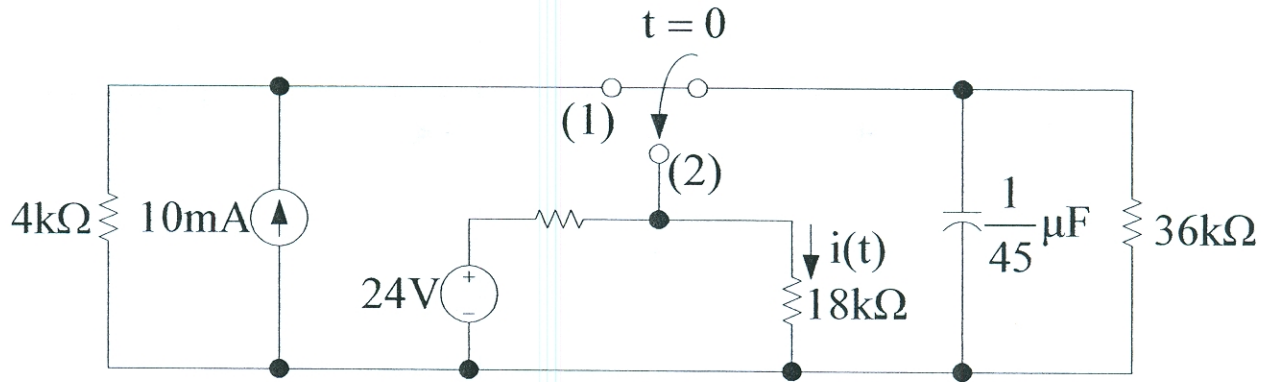 t = 0
(1)
(2)
4kΩ
10mA
24V
+
–
i(t)
18kΩ
1
45
μF
36kΩ